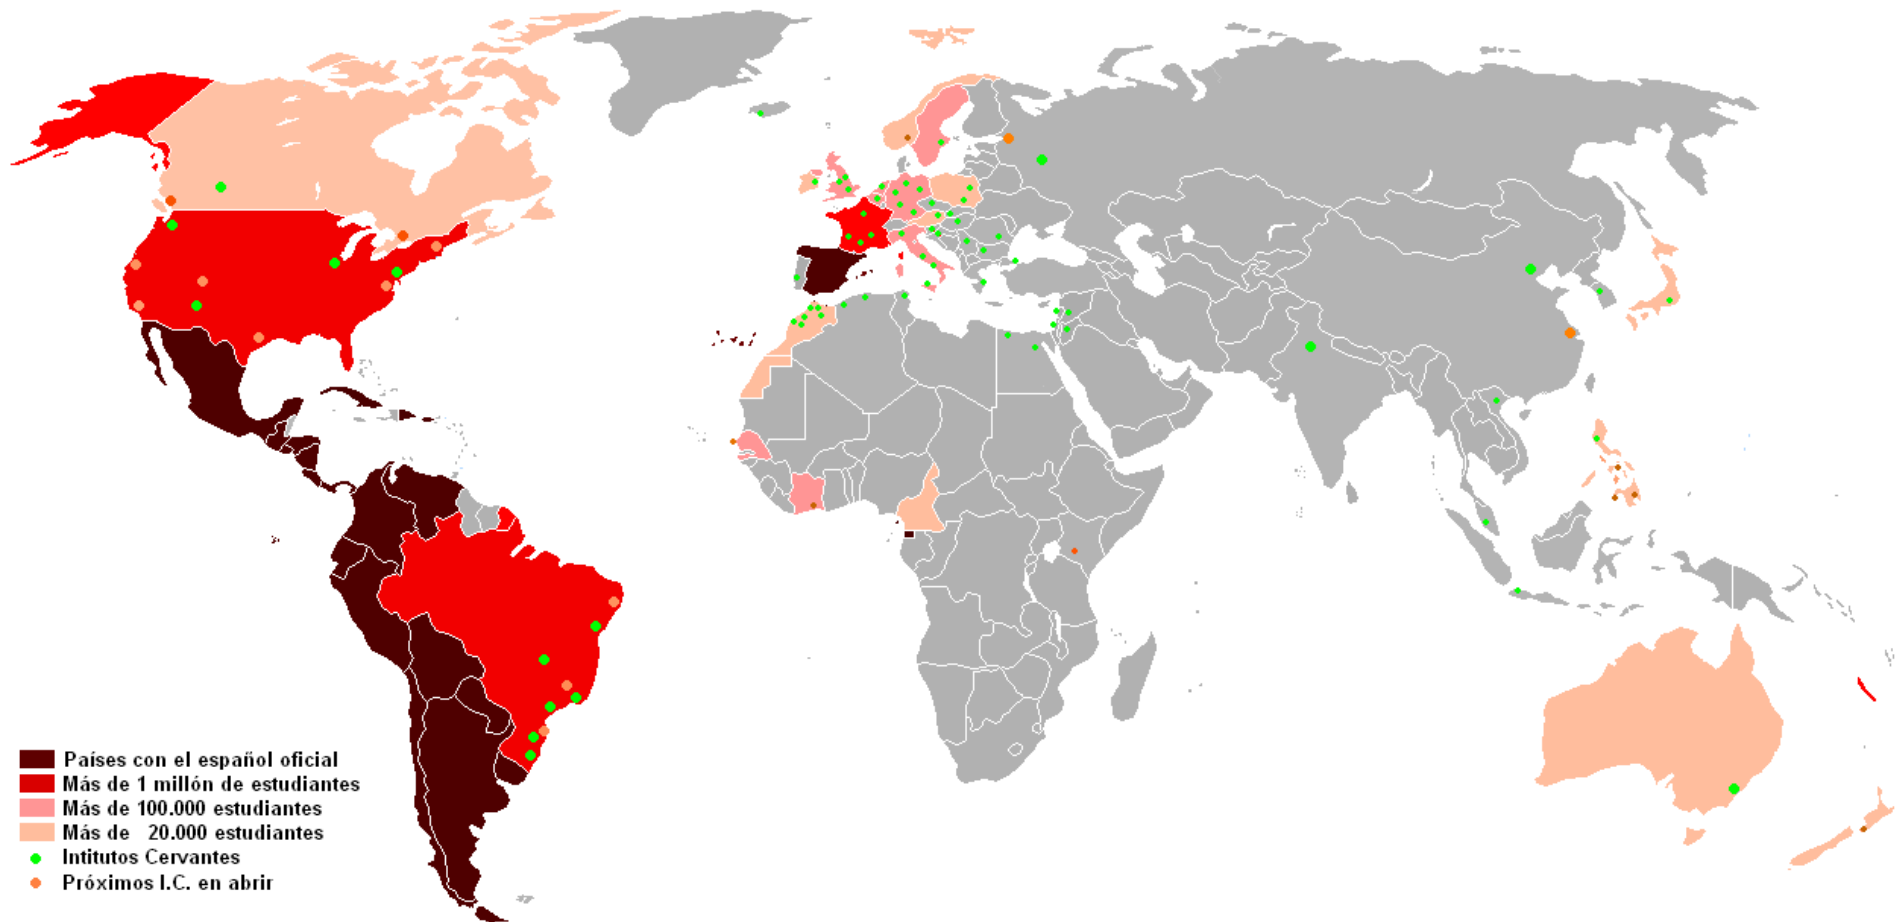 Países con el español oficial
Más de 1 millón de estudiantes
Más de 100.000 estudiantes
Más de 20.000 estudiantes
Intitutos Cervantes
Próximos I.C. en abrir